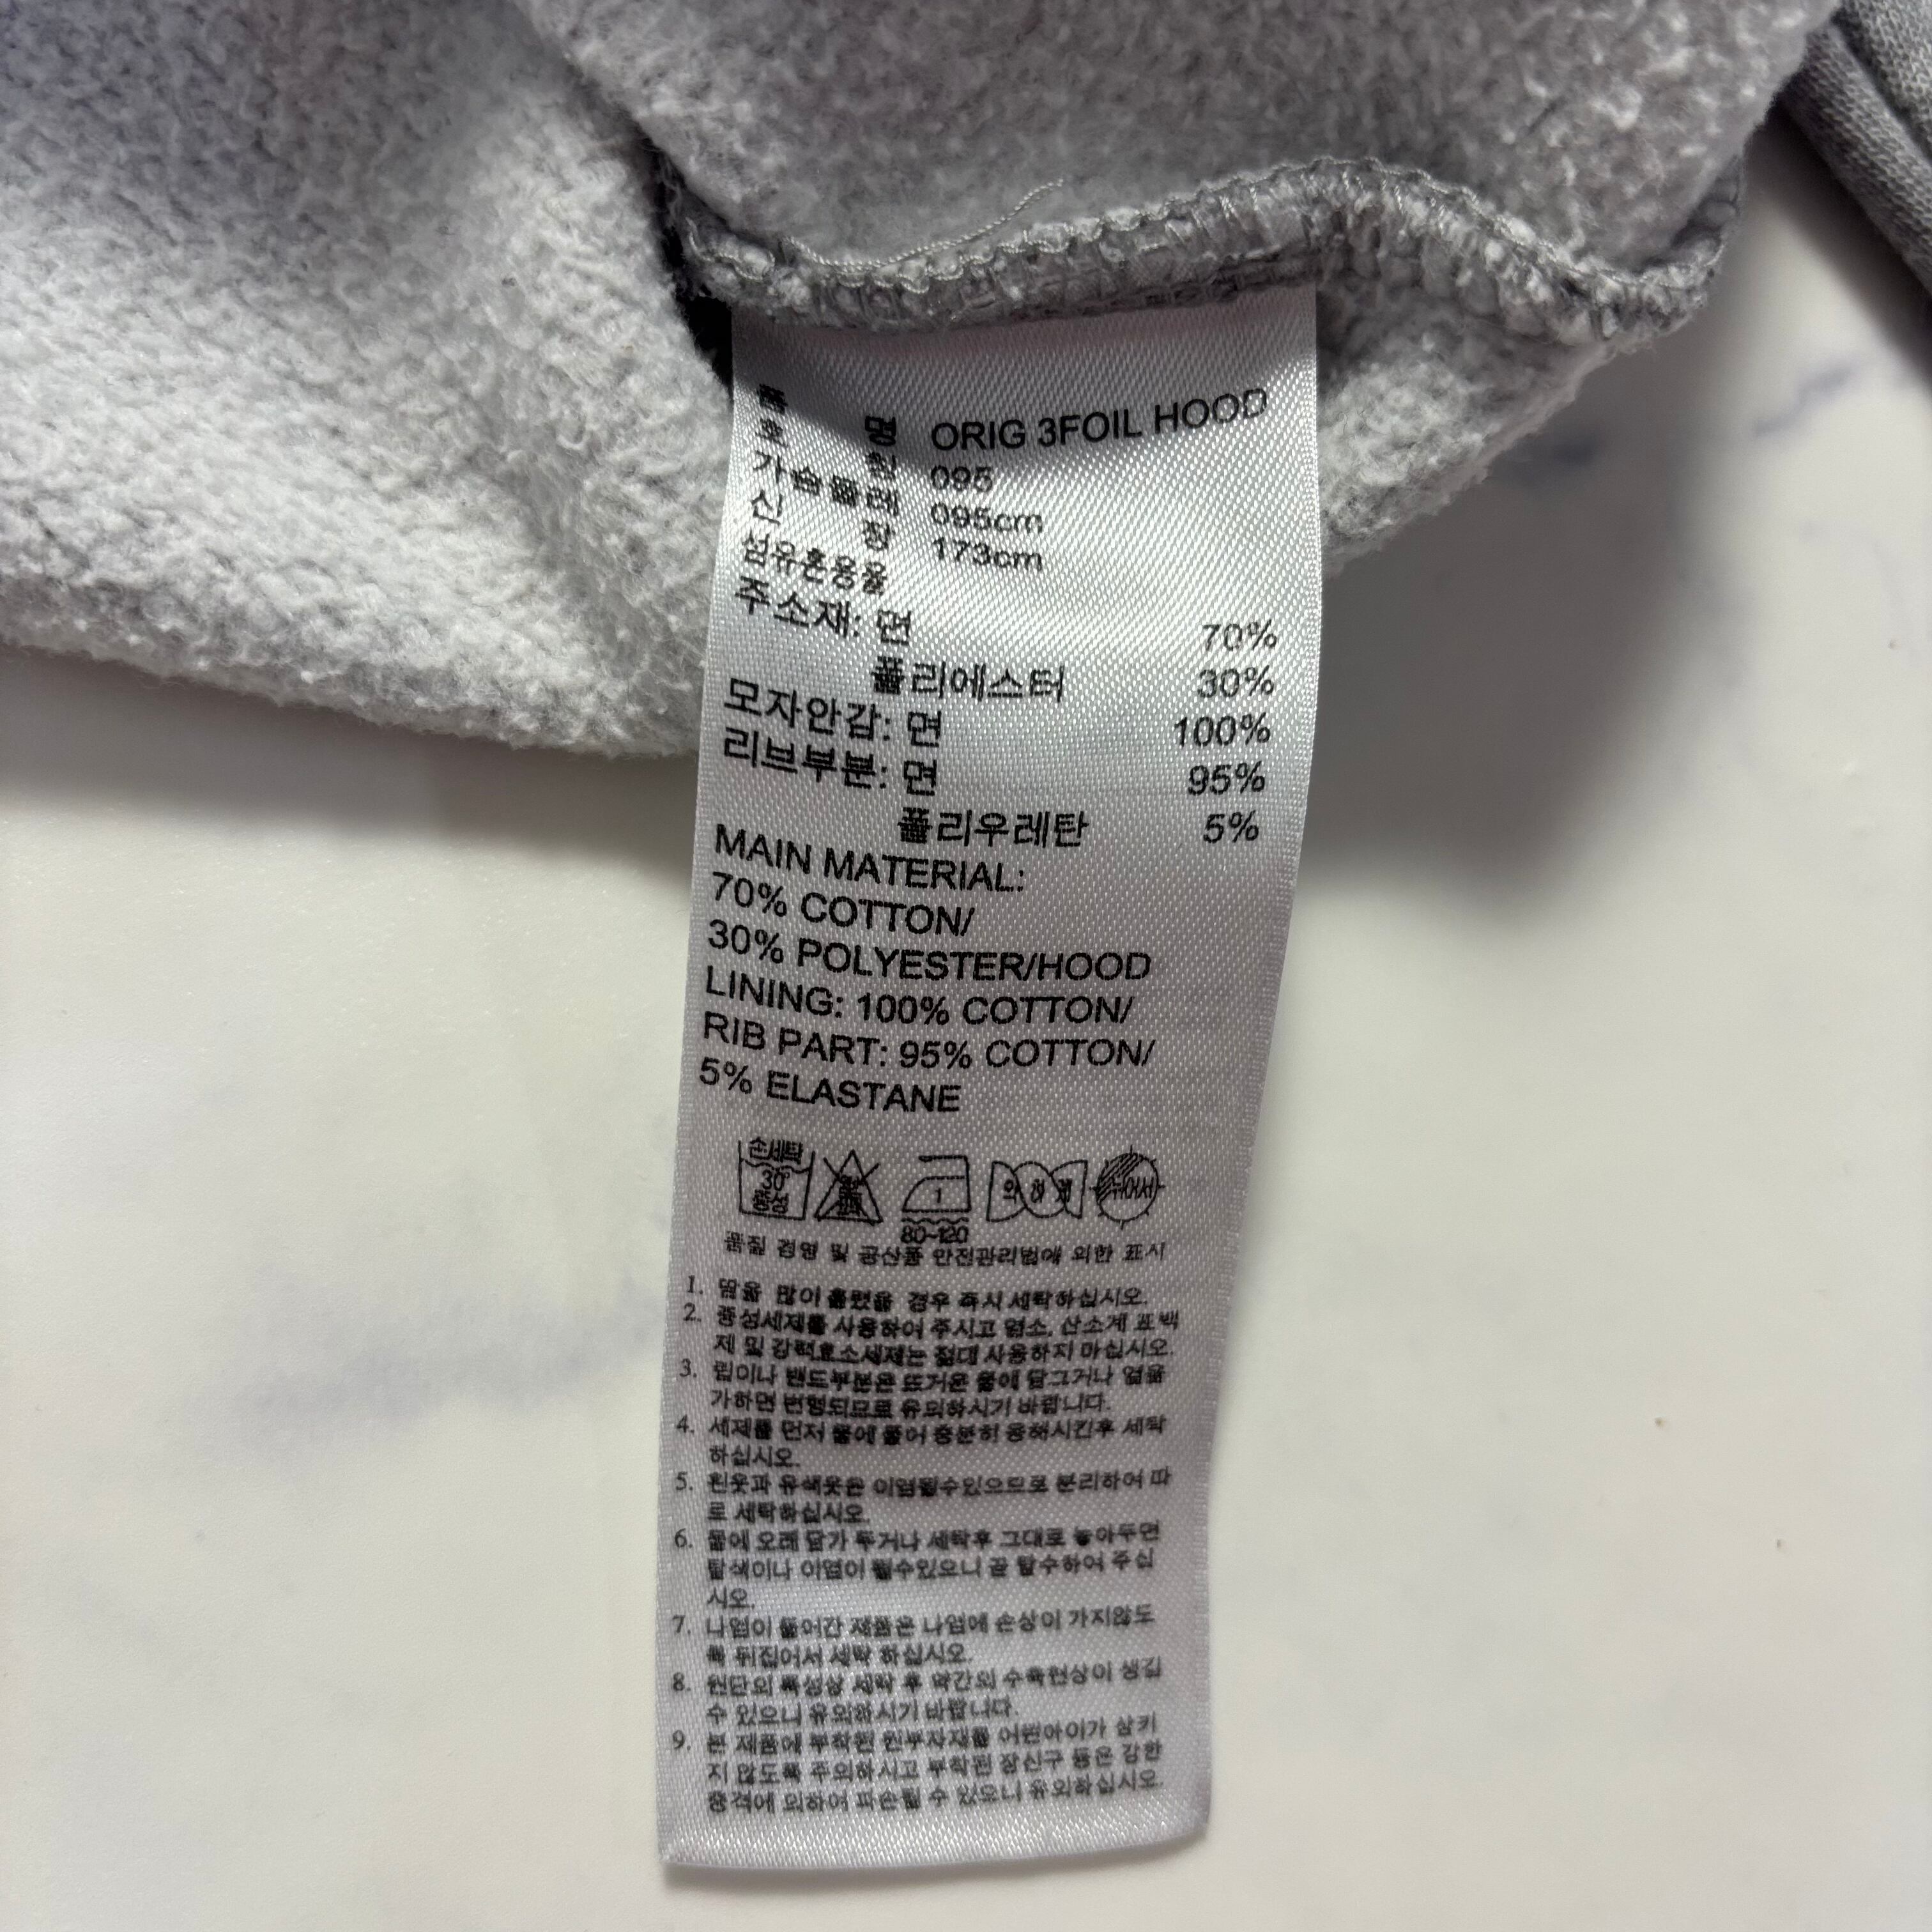 품 명 ORIG 3FOIL HOOD
호 칭 095
가슴둘레 095cm
신 장 173cm
섬유혼용율
주소재: 면 70%
폴리에스터 30%
모자안감: 면 100%
리브부분: 면 95%
폴리우레탄 5%
MAIN MATERIAL:
70% COTTON/
30% POLYESTER/HOOD
LINING: 100% COTTON/
RIB PART: 95% COTTON/
5% ELASTANE
손세탁
30°
중성
1
80~120
약하게
뉘어서
품질 경영 및 공산품 안전관리법에 의한 표시
1. 땀을 많이 흘렸을 경우 즉시 세탁하십시오.
2. 중성세제를 사용하여 주시고 염소, 산소계 표백
제 및 강력효소세제는 절대 사용하지 마십시오.
3. 립이나 밴드부분은 뜨거운 물에 담그거나 열을
가하면 변형되므로 유의하시기 바랍니다.
4. 세제를 먼저 물에 풀어 충분히 용해시킨후 세탁
하십시오.
5. 흰옷과 유색옷은 이염될수있으므로 분리하여 따
로 세탁하십시오.
6. 물에 오래 담가 두거나 세탁후 그대로 놓아두면
탈색이나 이염이 될수있으니 곧 탈수하여 주십
시오.
7. 나염이 들어간 제품은 나염에 손상이 가지않도
록 뒤집어서 세탁 하십시오.
8. 원단의 특성상 세탁 후 약간의 수축현상이 생길
수 있으니 유의하시기 바랍니다.
9. 본 제품에 부착된 원부자재를 어린아이가 삼키
지 않도록 주의하시고 부착된 장신구 등은 강한
충격에 의하여 파손될 수 있으니 유의하십시오.